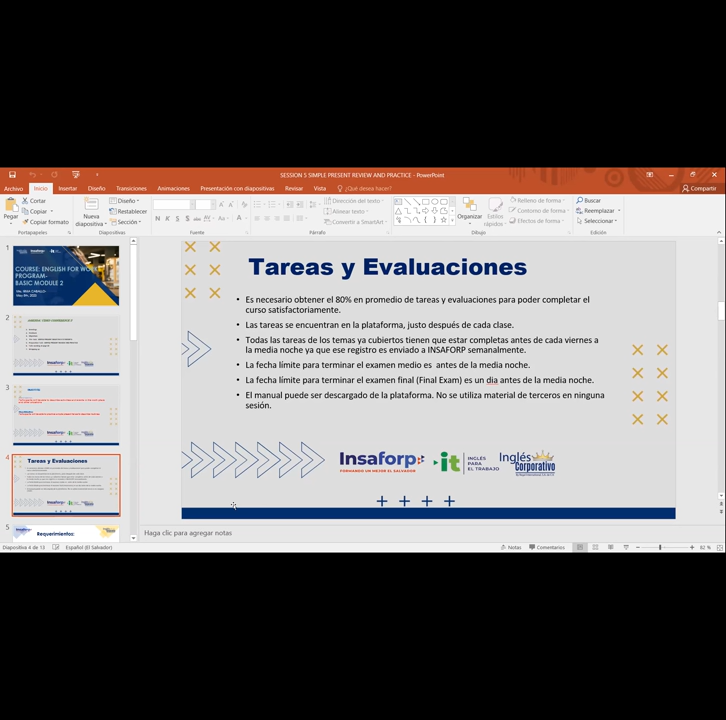 SESSION 5 SIMPLE PRESENT REVIEW AND PRACTICE - PowerPoint
Archivo Inicio Insertar Diseño Transiciones Animaciones Presentación con diapositivas Revisar Vista ¿Qué desea hacer? Compartir
Cortar
Copiar
Copiar formato
Pegar
Portapapeles
Nueva diapositiva
Diseño
Restablecer
Sección
Diapositivas
Fuente
Dirección del texto
Alinear texto
Convertir a SmartArt
Párrafo
Organizar
Estilos rápidos
Relleno de forma
Contorno de forma
Efectos de forma
Dibujo
Buscar
Reemplazar
Seleccionar
Edición
1
COURSE: ENGLISH FOR WORK
PROGRAM-
BASIC MODULE 2
2
3
4
Tareas y Evaluaciones
5
Requerimientos:
Tareas y Evaluaciones
• Es necesario obtener el 80% en promedio de tareas y evaluaciones para poder completar el
curso satisfactoriamente.
• Las tareas se encuentran en la plataforma, justo después de cada clase.
• Todas las tareas de los temas ya cubiertos tienen que estar completas antes de cada viernes a
la media noche ya que ese registro es enviado a INSAFORP semanalmente.
• La fecha límite para terminar el examen medio es antes de la media noche.
• La fecha límite para terminar el examen final (Final Exam) es un dia antes de la media noche.
• El manual puede ser descargado de la plataforma. No se utiliza material de terceros en ninguna
sesión.
Insaforp
FORMANDO UN MEJOR EL SALVADOR
it
INGLÉS
PARA
EL TRABAJO
Inglés
Corporativo
Haga clic para agregar notas
Diapositiva 4 de 13 Español (El Salvador) Notas Comentarios 82 %